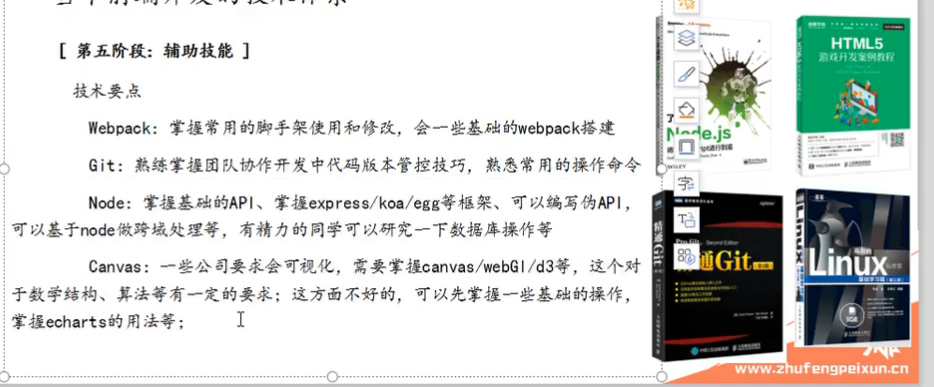 [ 第五阶段：辅助技能 ]
技术要点
Webpack：掌握常用的脚手架使用和修改，会一些基础的webpack搭建
Git：熟练掌握团队协作开发中代码版本管控技巧，熟悉常用的操作命令
Node：掌握基础的API、掌握express/koa/egg等框架、可以编写伪API，
可以基于node做跨域处理等，有精力的同学可以研究一下数据库操作等
Canvas：一些公司要求会可视化，需要掌握canvas/webGl/d3等，这个对
于数学结构、算法等有一定的要求；这方面不好的，可以先掌握一些基础的操作，
掌握echarts的用法等；
Node.js
WILEY
HTML5
游戏开发案例教程
Pro Git, Second Edition
精通Git
Linux
www.zhufengpeixun.cn